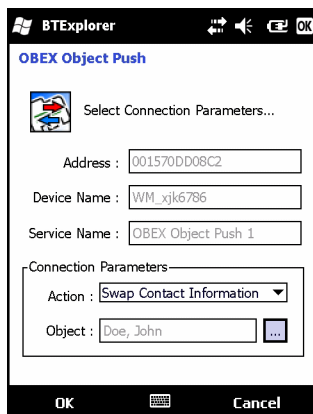 BTExplorer OK
OBEX Object Push
Select Connection Parameters...
Address : 001570DD08C2
Device Name : WM_xjk6786
Service Name : OBEX Object Push 1
Connection Parameters
Action : Swap Contact Information
Object : Doe, John ...
OK Cancel